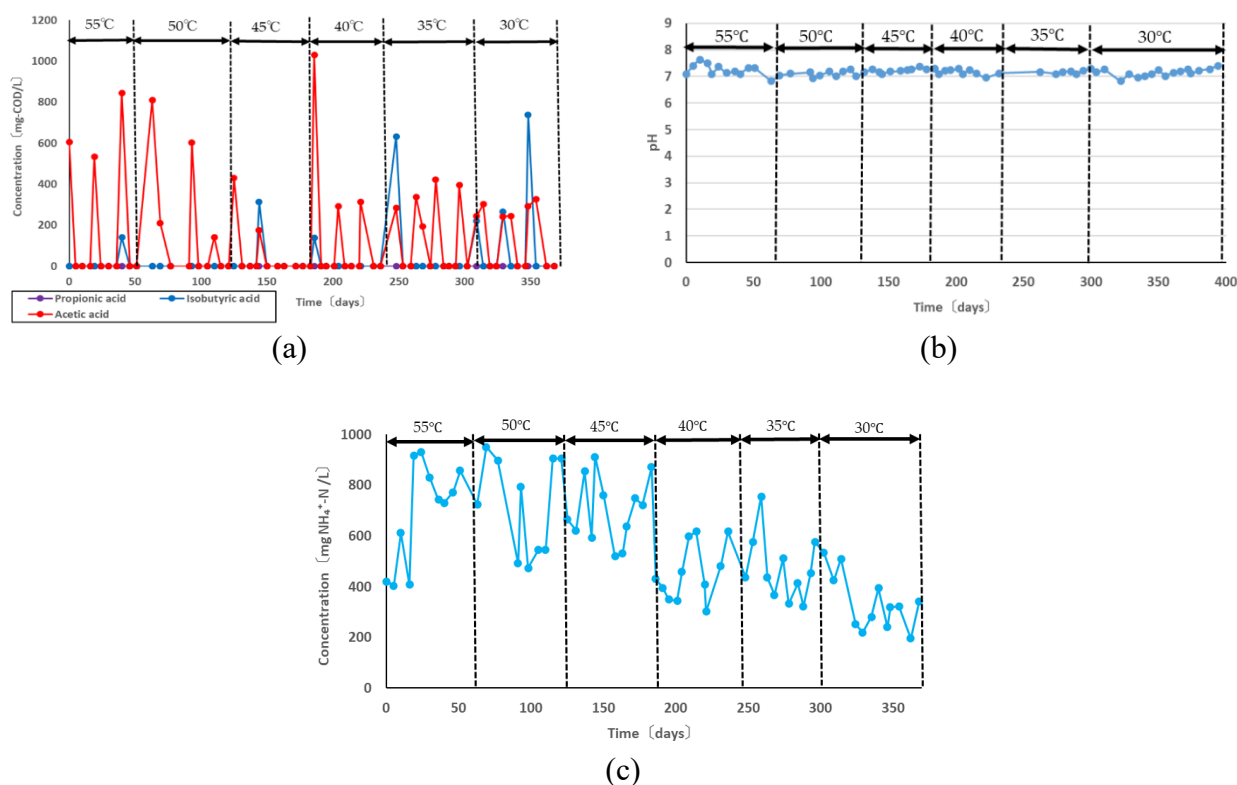 55℃ 50℃ 45℃ 40℃ 35℃ 30℃
1200
1000
800
600
400
200
0
Concentration〔mg-COD/L〕
0 50 100 150 200 250 300 350
Time〔days〕
Propionic acid Isobutyric acid
Acetic acid
(a)
55℃ 50℃ 45℃ 40℃ 35℃ 30℃
9
8
7
6
5
4
3
2
1
0
pH
0 50 100 150 200 250 300 350 400
Time〔days〕
(b)
55℃ 50℃ 45℃ 40℃ 35℃ 30℃
1000
800
600
400
200
0
Concentration〔mg NH₄⁺-N /L〕
0 50 100 150 200 250 300 350
Time〔days〕
(c)